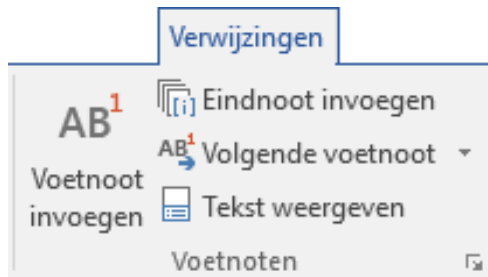 Verwijzingen
AB1
Voetnoot
invoegen
[i] Eindnoot invoegen
AB1 Volgende voetnoot
Tekst weergeven
Voetnoten